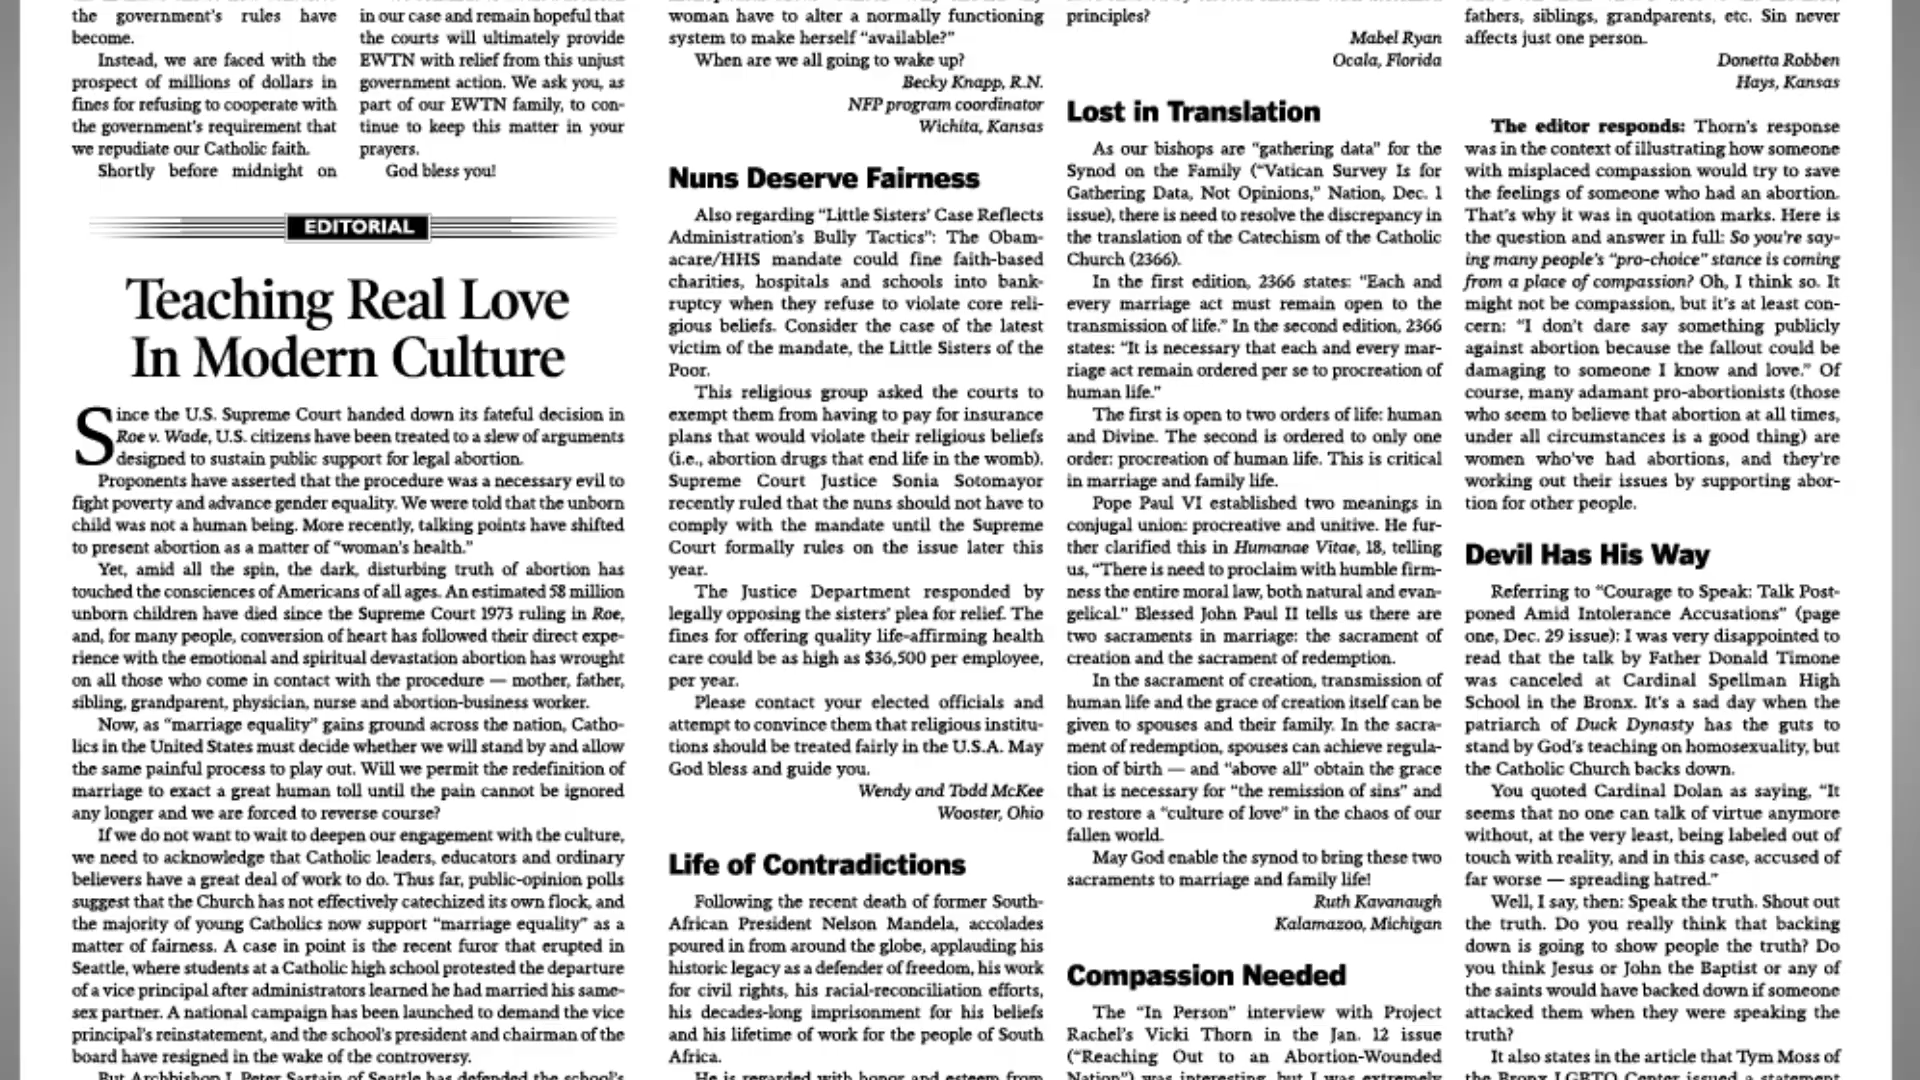 the government's rules have
become.
Instead, we are faced with the
prospect of millions of dollars in
fines for refusing to cooperate with
the government's requirement that
we repudiate our Catholic faith.
Shortly before midnight on
in our case and remain hopeful that
the courts will ultimately provide
EWTN with relief from this unjust
government action. We ask you, as
part of our EWTN family, to con-
tinue to keep this matter in your
prayers.
God bless you!
EDITORIAL
Teaching Real Love
In Modern Culture
Since the U.S. Supreme Court handed down its fateful decision in
Roe v. Wade, U.S. citizens have been treated to a slew of arguments
designed to sustain public support for legal abortion.
Proponents have asserted that the procedure was a necessary evil to
fight poverty and advance gender equality. We were told that the unborn
child was not a human being. More recently, talking points have shifted
to present abortion as a matter of “woman's health.”
Yet, amid all the spin, the dark, disturbing truth of abortion has
touched the consciences of Americans of all ages. An estimated 58 million
unborn children have died since the Supreme Court 1973 ruling in Roe,
and, for many people, conversion of heart has followed their direct expe-
rience with the emotional and spiritual devastation abortion has wrought
on all those who come in contact with the procedure — mother, father,
sibling, grandparent, physician, nurse and abortion-business worker.
Now, as “marriage equality” gains ground across the nation, Catho-
lics in the United States must decide whether we will stand by and allow
the same painful process to play out. Will we permit the redefinition of
marriage to exact a great human toll until the pain cannot be ignored
any longer and we are forced to reverse course?
If we do not want to wait to deepen our engagement with the culture,
we need to acknowledge that Catholic leaders, educators and ordinary
believers have a great deal of work to do. Thus far, public-opinion polls
suggest that the Church has not effectively catechized its own flock, and
the majority of young Catholics now support “marriage equality” as a
matter of fairness. A case in point is the recent furor that erupted in
Seattle, where students at a Catholic high school protested the departure
of a vice principal after administrators learned he had married his same-
sex partner. A national campaign has been launched to demand the vice
principal's reinstatement, and the school's president and chairman of the
board have resigned in the wake of the controversy.
But Archbishop J. Peter Sartain of Seattle has defended the school's
woman have to alter a normally functioning
system to make herself “available?”
When are we all going to wake up?
Becky Knapp, R.N.
NFP program coordinator
Wichita, Kansas
Nuns Deserve Fairness
Also regarding “Little Sisters' Case Reflects
Administration's Bully Tactics”: The Obam-
acare/HHS mandate could fine faith-based
charities, hospitals and schools into bank-
ruptcy when they refuse to violate core reli-
gious beliefs. Consider the case of the latest
victim of the mandate, the Little Sisters of the
Poor.
This religious group asked the courts to
exempt them from having to pay for insurance
plans that would violate their religious beliefs
(i.e., abortion drugs that end life in the womb).
Supreme Court Justice Sonia Sotomayor
recently ruled that the nuns should not have to
comply with the mandate until the Supreme
Court formally rules on the issue later this
year.
The Justice Department responded by
legally opposing the sisters' plea for relief. The
fines for offering quality life-affirming health
care could be as high as $36,500 per employee,
per year.
Please contact your elected officials and
attempt to convince them that religious institu-
tions should be treated fairly in the U.S.A. May
God bless and guide you.
Wendy and Todd McKee
Wooster, Ohio
Life of Contradictions
Following the recent death of former South-
African President Nelson Mandela, accolades
poured in from around the globe, applauding his
historic legacy as a defender of freedom, his work
for civil rights, his racial-reconciliation efforts,
his decades-long imprisonment for his beliefs
and his lifetime of work for the people of South
Africa.
He is regarded with honor and esteem from
principles?
Mabel Ryan
Ocala, Florida
Lost in Translation
As our bishops are “gathering data” for the
Synod on the Family (“Vatican Survey Is for
Gathering Data, Not Opinions,” Nation, Dec. 1
issue), there is need to resolve the discrepancy in
the translation of the Catechism of the Catholic
Church (2366).
In the first edition, 2366 states: “Each and
every marriage act must remain open to the
transmission of life.” In the second edition, 2366
states: “It is necessary that each and every mar-
riage act remain ordered per se to procreation of
human life.”
The first is open to two orders of life: human
and Divine. The second is ordered to only one
order: procreation of human life. This is critical
in marriage and family life.
Pope Paul VI established two meanings in
conjugal union: procreative and unitive. He fur-
ther clarified this in Humanae Vitae, 18, telling
us, “There is need to proclaim with humble firm-
ness the entire moral law, both natural and evan-
gelical.” Blessed John Paul II tells us there are
two sacraments in marriage: the sacrament of
creation and the sacrament of redemption.
In the sacrament of creation, transmission of
human life and the grace of creation itself can be
given to spouses and their family. In the sacra-
ment of redemption, spouses can achieve regula-
tion of birth — and “above all” obtain the grace
that is necessary for “the remission of sins” and
to restore a “culture of love” in the chaos of our
fallen world.
May God enable the synod to bring these two
sacraments to marriage and family life!
Ruth Kavanaugh
Kalamazoo, Michigan
Compassion Needed
The “In Person” interview with Project
Rachel's Vicki Thorn in the Jan. 12 issue
(“Reaching Out to an Abortion-Wounded
Nation”) was interesting, but I was extremely
fathers, siblings, grandparents, etc. Sin never
affects just one person.
Donetta Robben
Hays, Kansas
The editor responds: Thorn's response
was in the context of illustrating how someone
with misplaced compassion would try to save
the feelings of someone who had an abortion.
That's why it was in quotation marks. Here is
the question and answer in full: So you're say-
ing many people's “pro-choice” stance is coming
from a place of compassion? Oh, I think so. It
might not be compassion, but it's at least con-
cern: “I don't dare say something publicly
against abortion because the fallout could be
damaging to someone I know and love.” Of
course, many adamant pro-abortionists (those
who seem to believe that abortion at all times,
under all circumstances is a good thing) are
women who've had abortions, and they're
working out their issues by supporting abor-
tion for other people.
Devil Has His Way
Referring to “Courage to Speak: Talk Post-
poned Amid Intolerance Accusations” (page
one, Dec. 29 issue): I was very disappointed to
read that the talk by Father Donald Timone
was canceled at Cardinal Spellman High
School in the Bronx. It's a sad day when the
patriarch of Duck Dynasty has the guts to
stand by God's teaching on homosexuality, but
the Catholic Church backs down.
You quoted Cardinal Dolan as saying, “It
seems that no one can talk of virtue anymore
without, at the very least, being labeled out of
touch with reality, and in this case, accused of
far worse — spreading hatred.”
Well, I say, then: Speak the truth. Shout out
the truth. Do you really think that backing
down is going to show people the truth? Do
you think Jesus or John the Baptist or any of
the saints would have backed down if someone
attacked them when they were speaking the
truth?
It also states in the article that Tym Moss of
the Bronx LGBTQ Center issued a statement